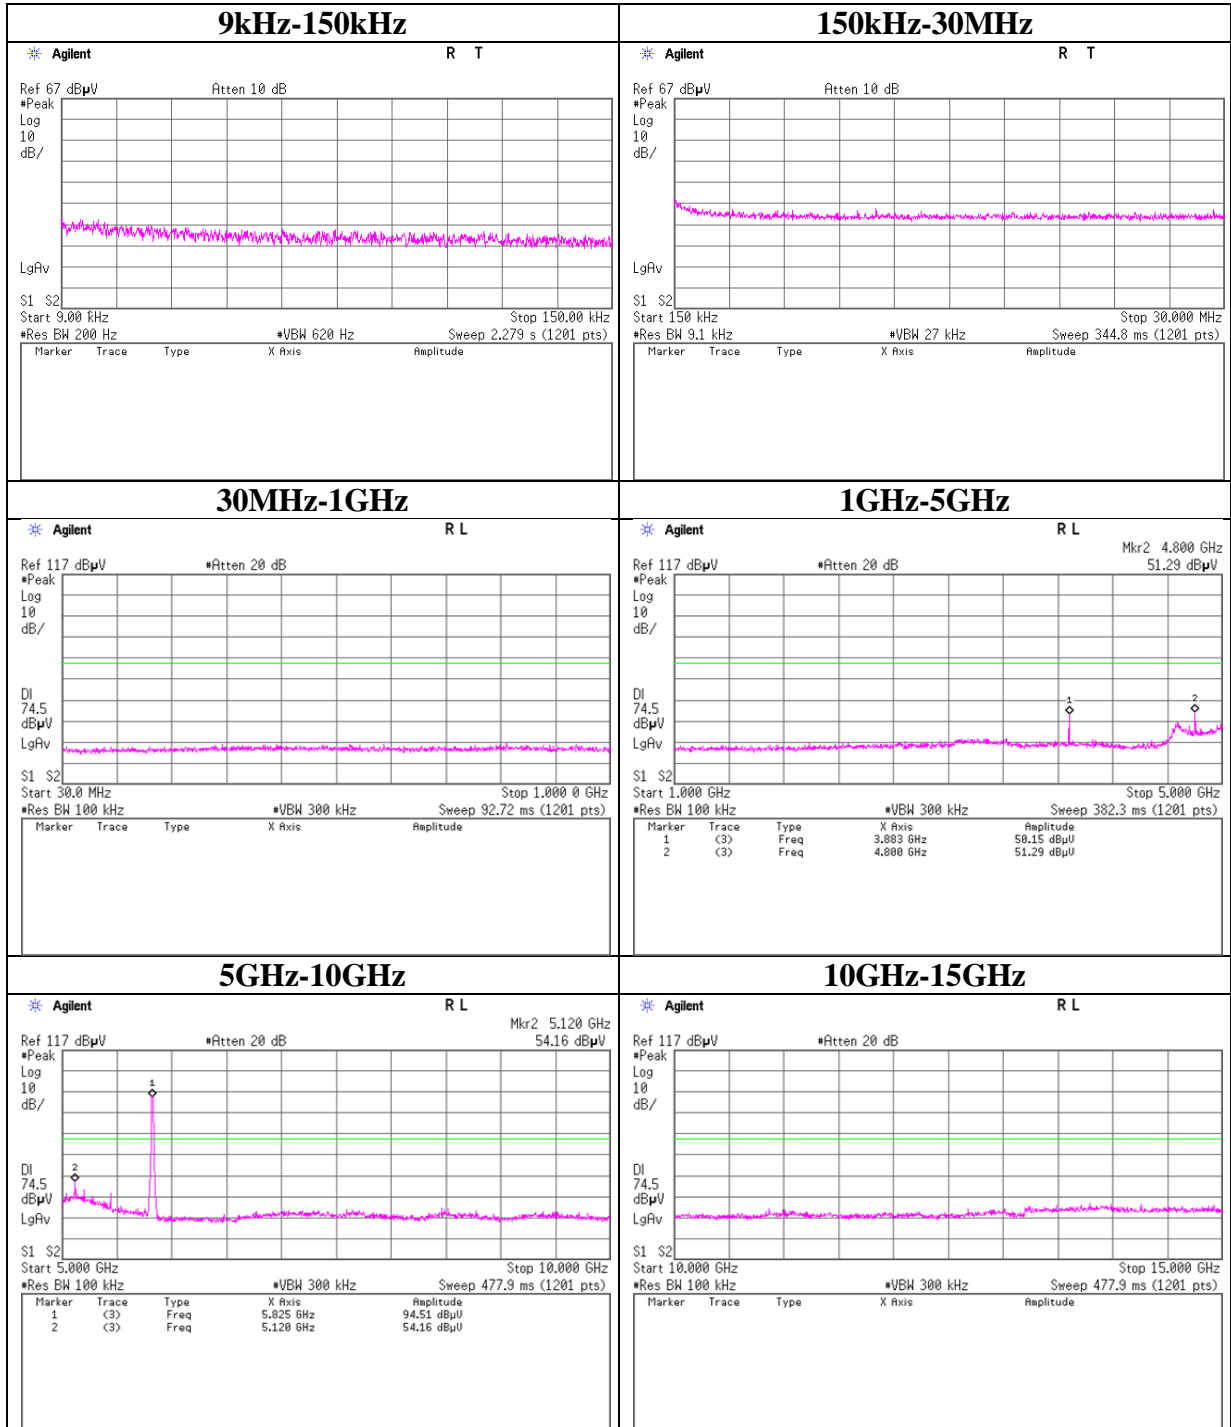 9kHz-150kHz
Agilent R T
Ref 67 dBµV Atten 10 dB
#Peak
Log
10
dB/
LgAv
S1 S2
Start 9.00 kHz Stop 150.00 kHz
#Res BW 200 Hz #VBW 620 Hz Sweep 2.279 s (1201 pts)
Marker Trace Type X Axis Amplitude
150kHz-30MHz
Agilent R T
Ref 67 dBµV Atten 10 dB
#Peak
Log
10
dB/
LgAv
S1 S2
Start 150 kHz Stop 30.000 MHz
#Res BW 9.1 kHz #VBW 27 kHz Sweep 344.8 ms (1201 pts)
Marker Trace Type X Axis Amplitude
30MHz-1GHz
Agilent R L
Ref 117 dBµV #Atten 20 dB
#Peak
Log
10
dB/
DI
74.5
dBµV
LgAv
S1 S2
Start 30.0 MHz Stop 1.000 0 GHz
#Res BW 100 kHz #VBW 300 kHz Sweep 92.72 ms (1201 pts)
Marker Trace Type X Axis Amplitude
1GHz-5GHz
Agilent R L
Mkr2 4.800 GHz
Ref 117 dBµV #Atten 20 dB 51.29 dBµV
#Peak
Log
10
dB/
DI
74.5
dBµV
LgAv
1
2
S1 S2
Start 1.000 GHz Stop 5.000 GHz
#Res BW 100 kHz #VBW 300 kHz Sweep 382.3 ms (1201 pts)
Marker Trace Type X Axis Amplitude
1 (3) Freq 3.883 GHz 50.15 dBµV
2 (3) Freq 4.800 GHz 51.29 dBµV
5GHz-10GHz
Agilent R L
Mkr2 5.120 GHz
Ref 117 dBµV #Atten 20 dB 54.16 dBµV
#Peak
Log
10
dB/
1
2
DI
74.5
dBµV
LgAv
S1 S2
Start 5.000 GHz Stop 10.000 GHz
#Res BW 100 kHz #VBW 300 kHz Sweep 477.9 ms (1201 pts)
Marker Trace Type X Axis Amplitude
1 (3) Freq 5.825 GHz 94.51 dBµV
2 (3) Freq 5.120 GHz 54.16 dBµV
10GHz-15GHz
Agilent R L
Ref 117 dBµV #Atten 20 dB
#Peak
Log
10
dB/
DI
74.5
dBµV
LgAv
S1 S2
Start 10.000 GHz Stop 15.000 GHz
#Res BW 100 kHz #VBW 300 kHz Sweep 477.9 ms (1201 pts)
Marker Trace Type X Axis Amplitude